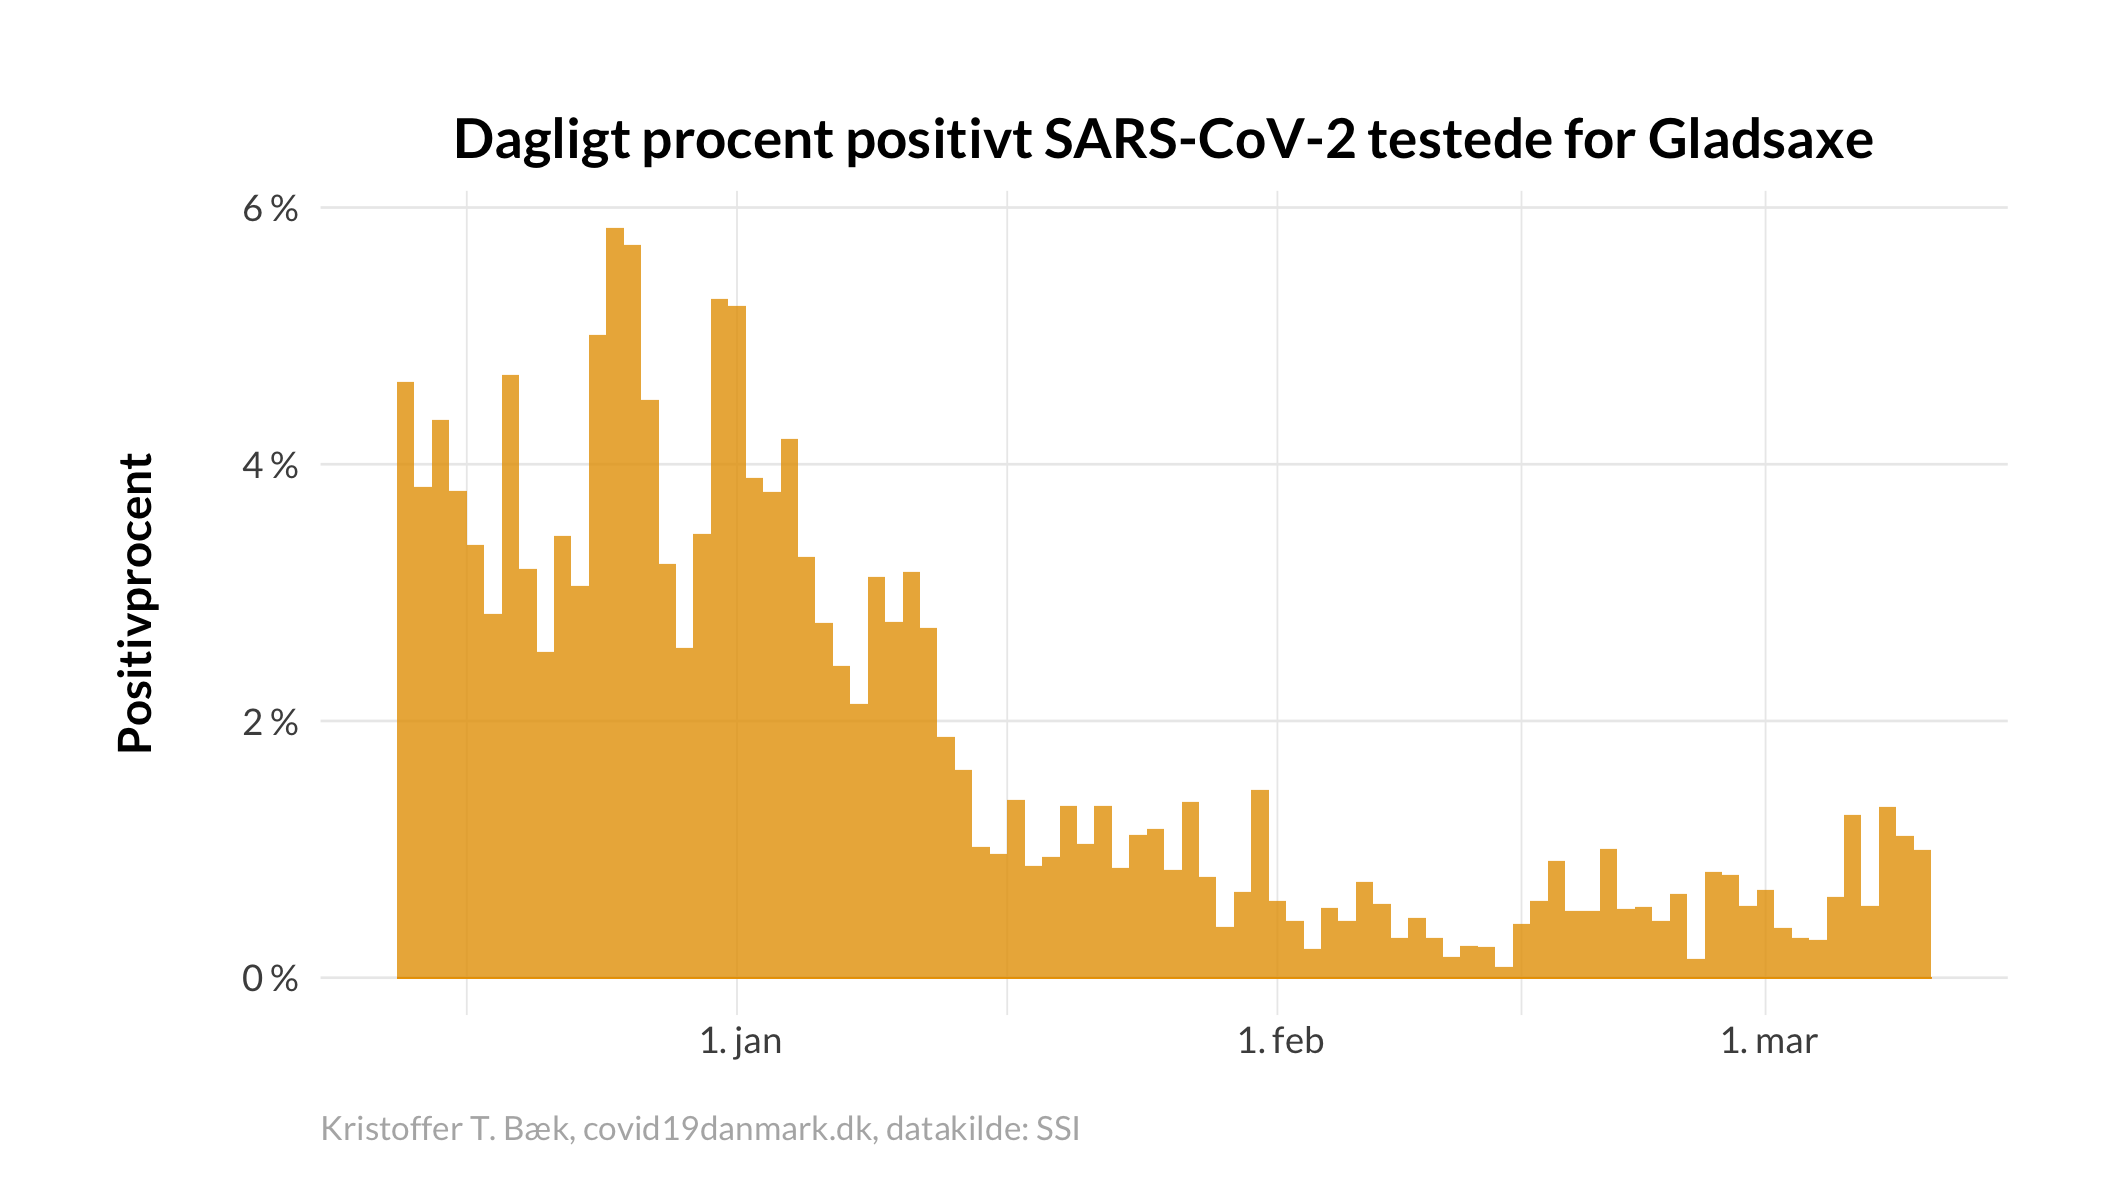 Dagligt procent positivt SARS-CoV-2 testede for Gladsaxe
Positivprocent
6 %
4 %
2 %
0 %
1. jan
1. feb
1. mar
Kristoffer T. Bæk, covid19danmark.dk, datakilde: SSI